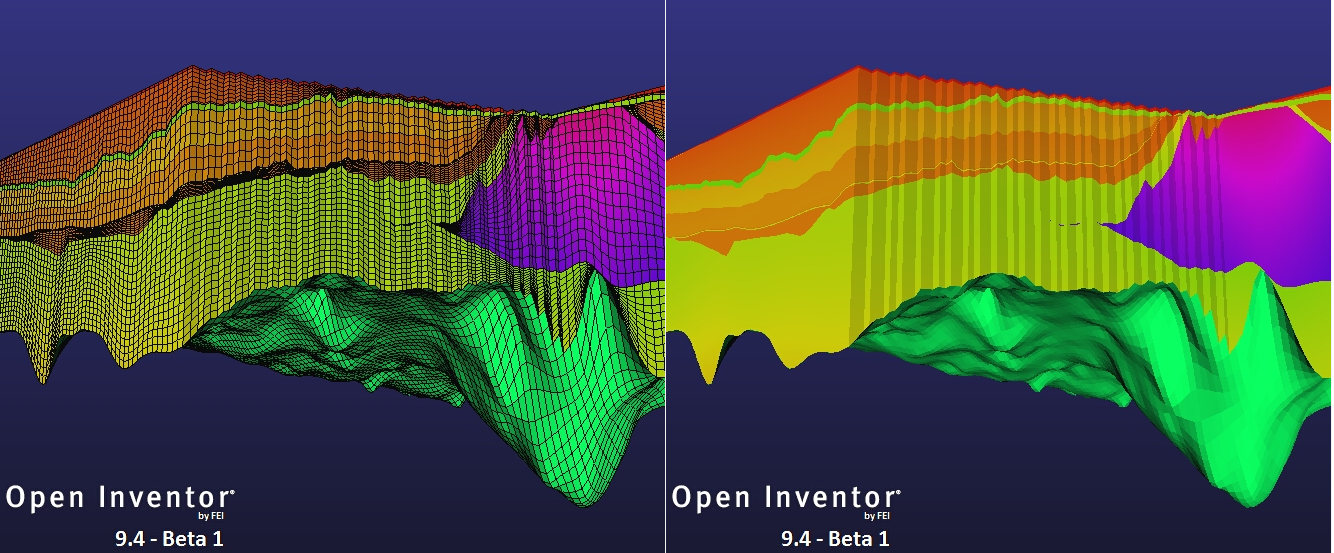 Open Inventor®
by FEI
9.4 - Beta 1
Open Inventor®
by FEI
9.4 - Beta 1